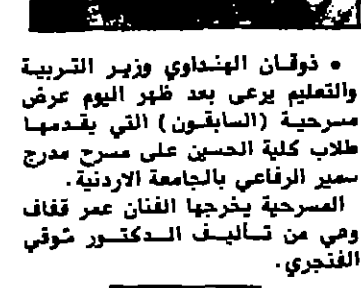 • ذوقان الهنداوي وزير التربية
والتعليم يرعى بعد ظهر اليوم عرض
مسرحية (السابقون) التي يقدمها
طلاب كلية الحسين على مسرح مدرج
سمير الرفاعي بالجامعة الاردنية.
المسرحية يخرجها الفنان عمر قفاف
وهي من تأليف الدكتور شوقي
الفنجري.